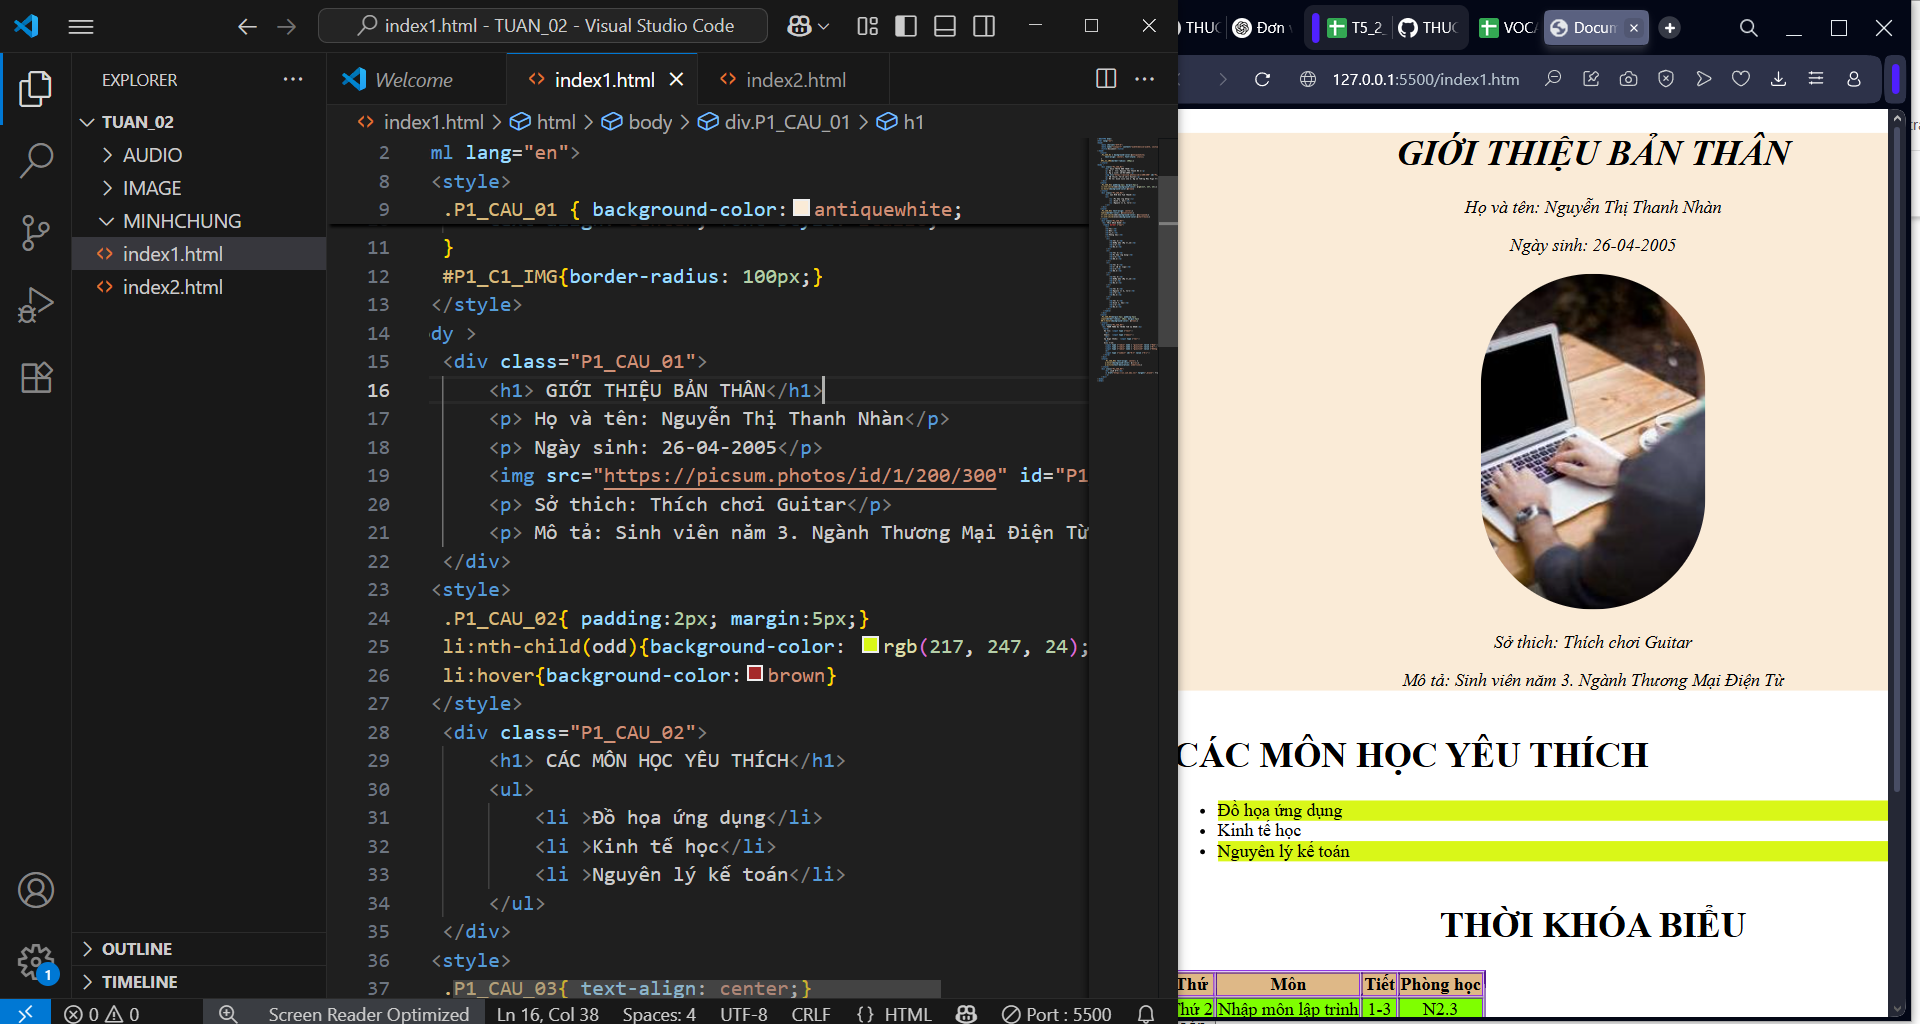 index1.html - TUAN_02 - Visual Studio Code
EXPLORER
TUAN_02
AUDIO
IMAGE
MINHCHUNG
index1.html
index2.html
OUTLINE
TIMELINE
1
Welcome
index1.html
index2.html
index1.html > html > body > div.P1_CAU_01 > h1
2 ml lang="en">
8 <style>
9 .P1_CAU_01 { background-color: antiquewhite;
11 }
12 #P1_C1_IMG{border-radius: 100px;}
13 </style>
14 dy >
15 <div class="P1_CAU_01">
16 <h1> GIỚI THIỆU BẢN THÂN</h1>
17 <p> Họ và tên: Nguyễn Thị Thanh Nhàn</p>
18 <p> Ngày sinh: 26-04-2005</p>
19 <img src="https://picsum.photos/id/1/200/300" id="P1
20 <p> Sở thich: Thích chơi Guitar</p>
21 <p> Mô tả: Sinh viên năm 3. Ngành Thương Mại Điện Từ
22 </div>
23 <style>
24 .P1_CAU_02{ padding:2px; margin:5px;}
25 li:nth-child(odd){background-color: rgb(217, 247, 24);
26 li:hover{background-color: brown}
27 </style>
28 <div class="P1_CAU_02">
29 <h1> CÁC MÔN HỌC YÊU THÍCH</h1>
30 <ul>
31 <li >Đồ họa ứng dụng</li>
32 <li >Kinh tế học</li>
33 <li >Nguyên lý kế toán</li>
34 </ul>
35 </div>
36 <style>
37 .P1_CAU_03{ text-align: center;}
0 0 Screen Reader Optimized Ln 16, Col 38 Spaces: 4 UTF-8 CRLF {} HTML Port : 5500
THUC Đơn T5_2_ THUC VOCA Docum
127.0.0.1:5500/index1.htm
GIỚI THIỆU BẢN THÂN
Họ và tên: Nguyễn Thị Thanh Nhàn
Ngày sinh: 26-04-2005
Sở thich: Thích chơi Guitar
Mô tả: Sinh viên năm 3. Ngành Thương Mại Điện Từ
CÁC MÔN HỌC YÊU THÍCH
• Đồ họa ứng dụng
• Kinh tế học
• Nguyên lý kế toán
THỜI KHÓA BIỂU
Thứ Môn Tiết Phòng học
Thứ 2 Nhập môn lập trình 1-3 N2.3